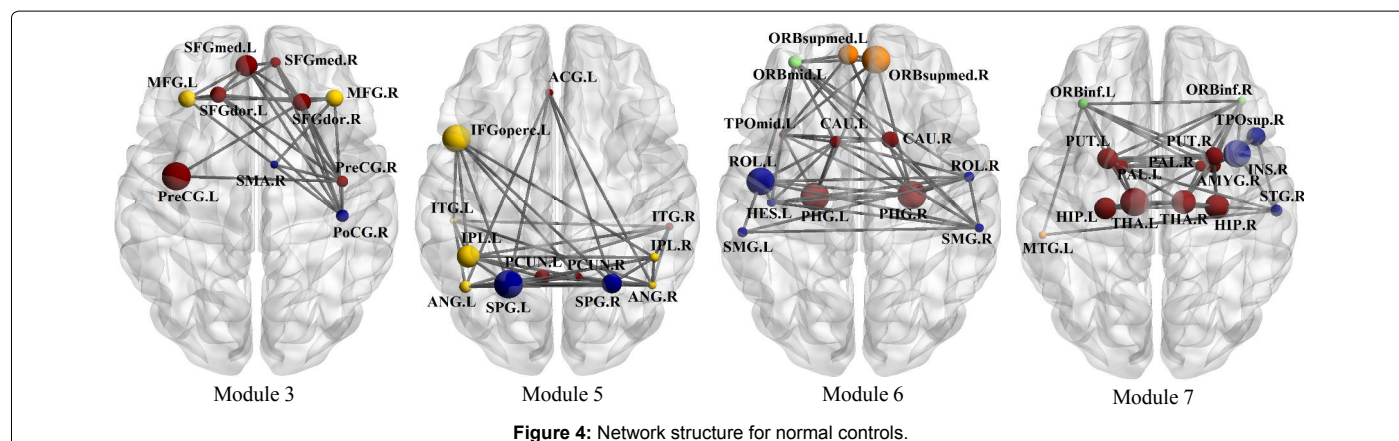 SFGmed.L
SFGmed.R
MFG.L
MFG.R
SFGdor.L
SFGdor.R
PreCG.R
SMA.R
PreCG.L
PoCG.R
Module 3
ACG.L
IFGoperc.L
ITG.L
ITG.R
IPL.L
IPL.R
PCUN.L
PCUN.R
ANG.L
SPG.L
SPG.R
ANG.R
Module 5
ORBsupmed.L
ORBmid.L
ORBsupmed.R
TPOmid.L
CAU.L
CAU.R
ROL.L
ROL.R
HES.L
PHG.L
PHG.R
SMG.L
SMG.R
Module 6
ORBinf.L
ORBinf.R
TPOsup.R
PUT.L
PUT.R
PAL.R
INS.R
PAL.L
AMYG.R
STG.R
HIP.L
THA.L
THA.R
HIP.R
MTG.L
Module 7
Figure 4: Network structure for normal controls.